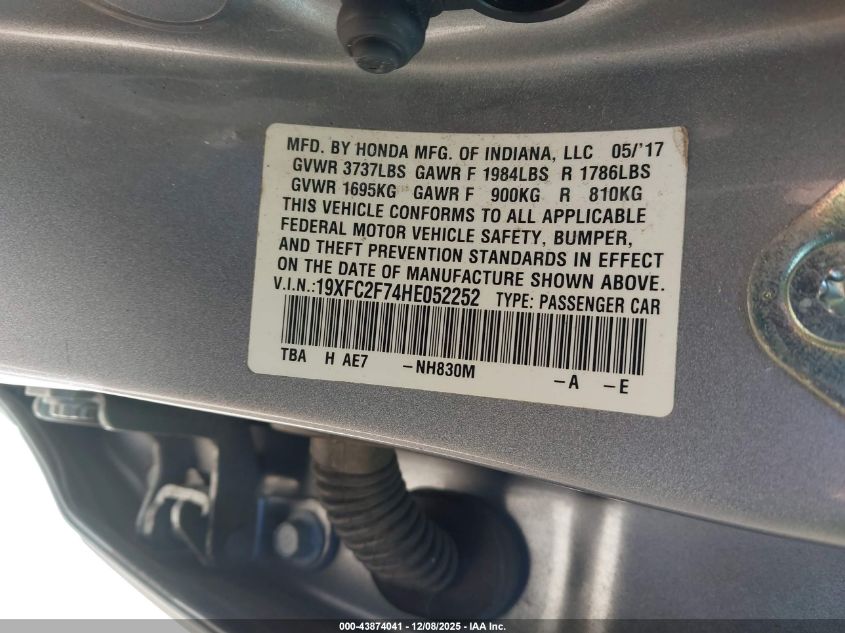 MFD. BY HONDA MFG. OF INDIANA, LLC 05/'17
GVWR 3737LBS GAWR F 1984LBS R 1786LBS
GVWR 1695KG GAWR F 900KG R 810KG
THIS VEHICLE CONFORMS TO ALL APPLICABLE
FEDERAL MOTOR VEHICLE SAFETY, BUMPER,
AND THEFT PREVENTION STANDARDS IN EFFECT
ON THE DATE OF MANUFACTURE SHOWN ABOVE.
V.I.N.:19XFC2F74HE052252 TYPE: PASSENGER CAR
TBA H AE7 -NH830M -A -E
000-43874041 - 12/08/2025 - IAA Inc.